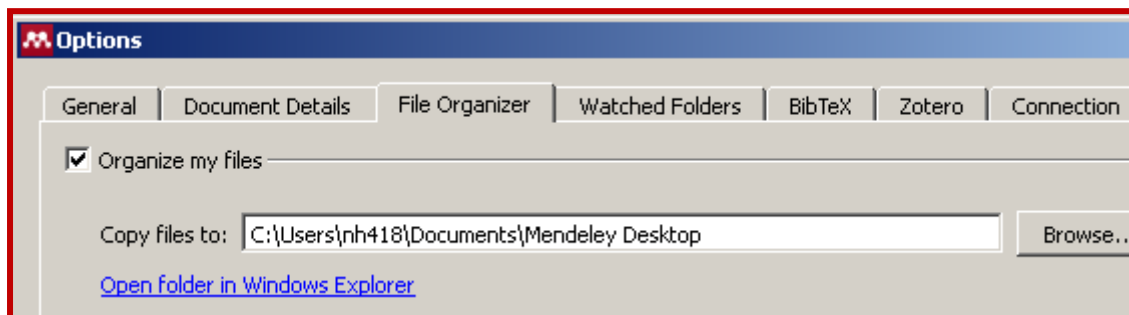 Options
General Document Details File Organizer Watched Folders BibTeX Zotero Connection
Organize my files
Copy files to: C:\Users\nh418\Documents\Mendeley Desktop Browse..
Open folder in Windows Explorer